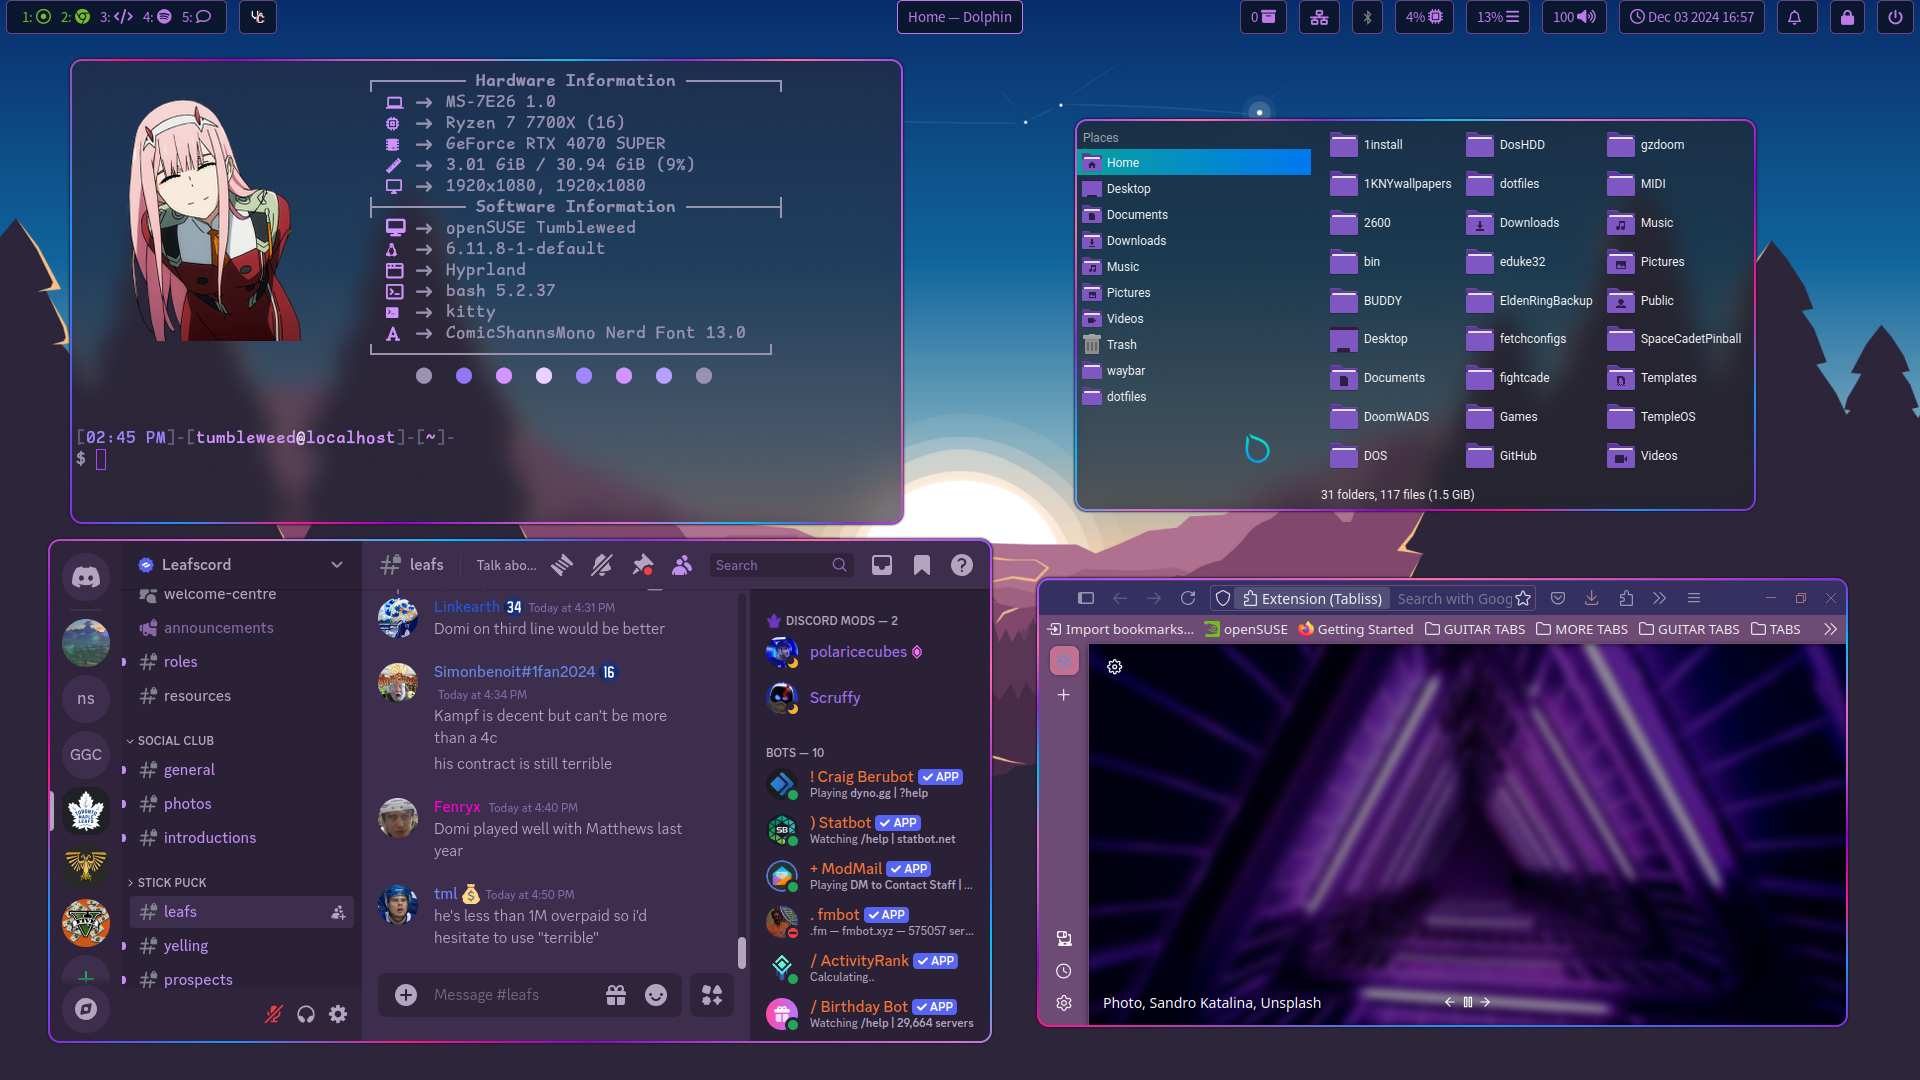 1: 2: 3: 4: 5:
Home — Dolphin
0 4% 13% 100 Dec 03 2024 16:57
Hardware Information
MS-7E26 1.0
Ryzen 7 7700X (16)
GeForce RTX 4070 SUPER
3.01 GiB / 30.94 GiB (9%)
1920x1080, 1920x1080
Software Information
openSUSE Tumbleweed
6.11.8-1-default
Hyprland
bash 5.2.37
kitty
ComicShannsMono Nerd Font 13.0
[02:45 PM]-[tumbleweed@localhost]-[~]-
$
Places
Home
Desktop
Documents
Downloads
Music
Pictures
Videos
Trash
waybar
dotfiles
1install
1KNYwallpapers
2600
bin
BUDDY
Desktop
Documents
DoomWADS
DOS
DosHDD
dotfiles
Downloads
eduke32
EldenRingBackup
fetchconfigs
fightcade
Games
GitHub
gzdoom
MIDI
Music
Pictures
Public
SpaceCadetPinball
Templates
TempleOS
Videos
31 folders, 117 files (1.5 GiB)
ns
GGC
Leafscord
welcome-centre
announcements
roles
resources
SOCIAL CLUB
general
photos
introductions
STICK PUCK
leafs
yelling
prospects
leafs
Talk abo...
Search
Linkearth 34 Today at 4:31 PM
Domi on third line would be better
Simonbenoit#1fan2024 16
Today at 4:34 PM
Kampf is decent but can't be more
than a 4c
his contract is still terrible
Fenryx Today at 4:40 PM
Domi played well with Matthews last
year
tml Today at 4:50 PM
he's less than 1M overpaid so i'd
hesitate to use "terrible"
Message #leafs
DISCORD MODS — 2
polaricecubes
Scruffy
BOTS — 10
! Craig Berubot APP
Playing dyno.gg | ?help
) Statbot APP
Watching /help | statbot.net
+ ModMail APP
Playing DM to Contact Staff | ...
. fmbot APP
.fm — fmbot.xyz — 575057 ser...
/ ActivityRank APP
Calculating..
/ Birthday Bot APP
Watching /help | 29,664 servers
Extension (Tabliss) Search with Goog
Import bookmarks... openSUSE Getting Started GUITAR TABS MORE TABS GUITAR TABS TABS
Photo, Sandro Katalina, Unsplash